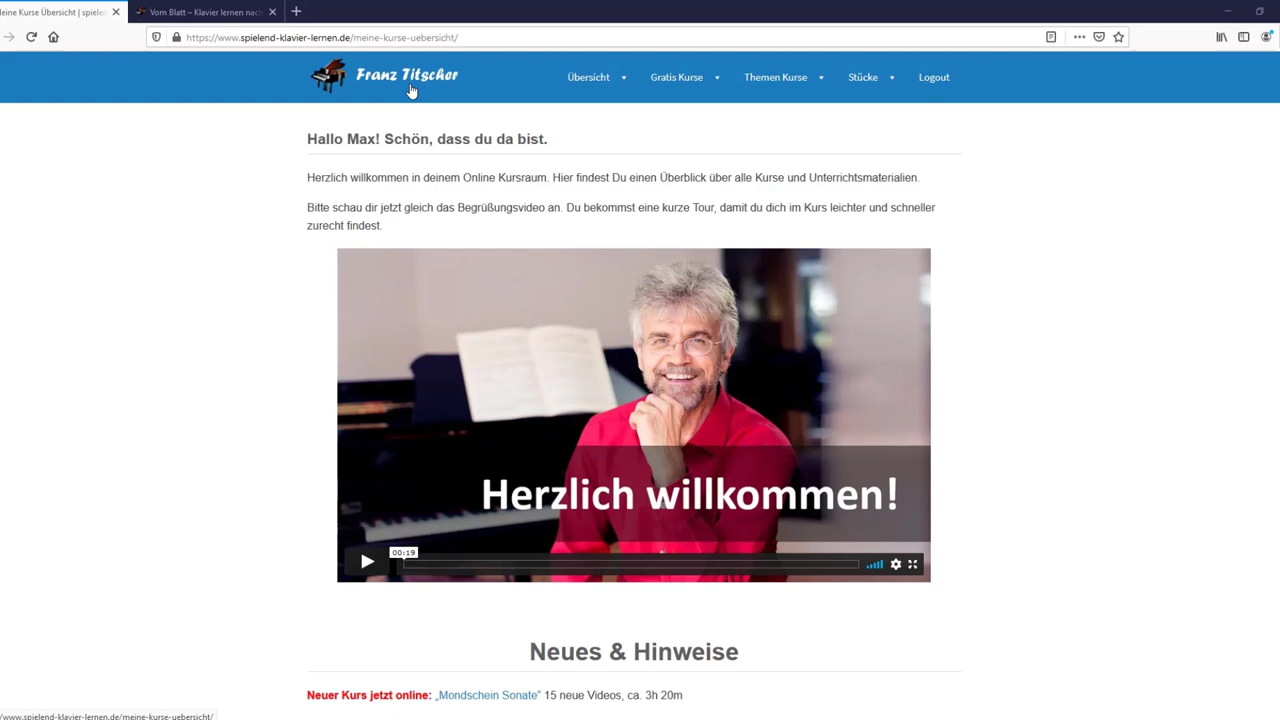 eine Kurse Übersicht | spielen
Vom Blatt – Klavier lernen nach
https://www.spielend-klavier-lernen.de/meine-kurse-uebersicht/
Franz Titscher
Übersicht
Gratis Kurse
Themen Kurse
Stücke
Logout
Hallo Max! Schön, dass du da bist.
Herzlich willkommen in deinem Online Kursraum. Hier findest Du einen Überblick über alle Kurse und Unterrichtsmaterialien.
Bitte schau dir jetzt gleich das Begrüßungsvideo an. Du bekommst eine kurze Tour, damit du dich im Kurs leichter und schneller
zurecht findest.
Herzlich willkommen!
00:19
Neues & Hinweise
Neuer Kurs jetzt online: „Mondschein Sonate“ 15 neue Videos, ca. 3h 20m
/www.spielend-klavier-lernen.de/meine-kurse-uebersicht/